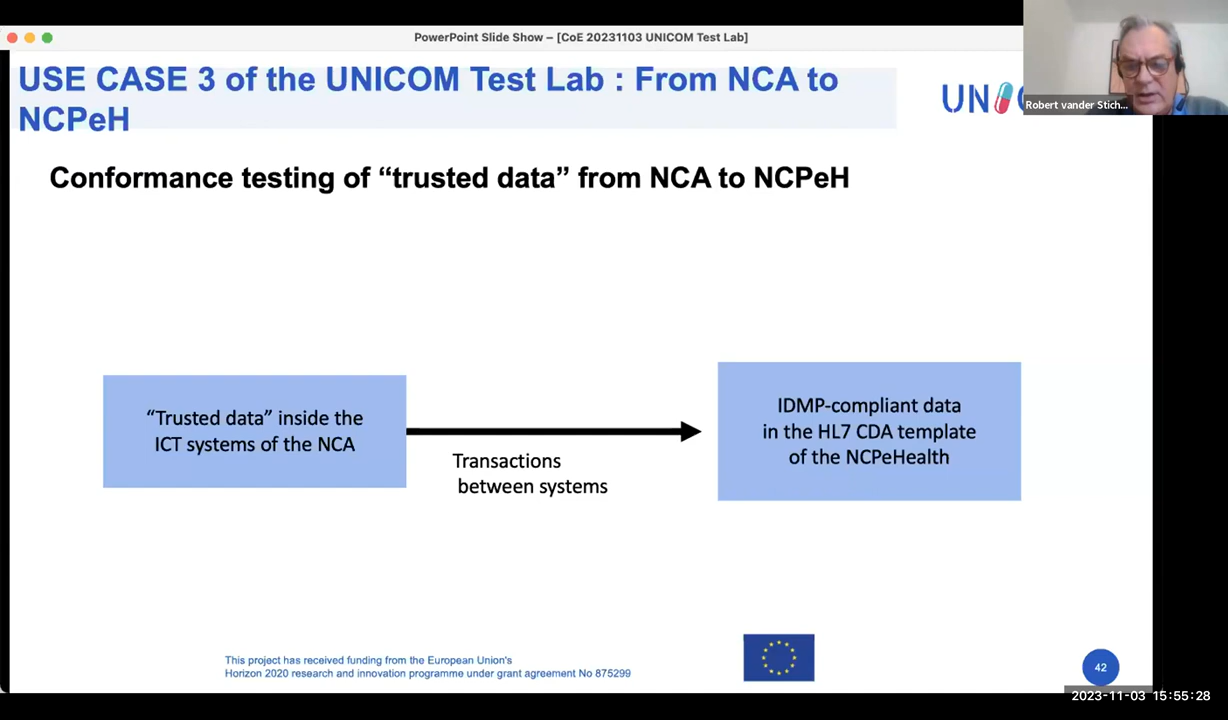 PowerPoint Slide Show – [CoE 20231103 UNICOM Test Lab]
USE CASE 3 of the UNICOM Test Lab : From NCA to
NCPeH
UN
Robert vander Stich...
Conformance testing of “trusted data” from NCA to NCPeH
“Trusted data” inside the
ICT systems of the NCA
Transactions
between systems
IDMP-compliant data
in the HL7 CDA template
of the NCPeHealth
This project has received funding from the European Union's
Horizon 2020 research and innovation programme under grant agreement No 875299
42
2023-11-03 15:55:28